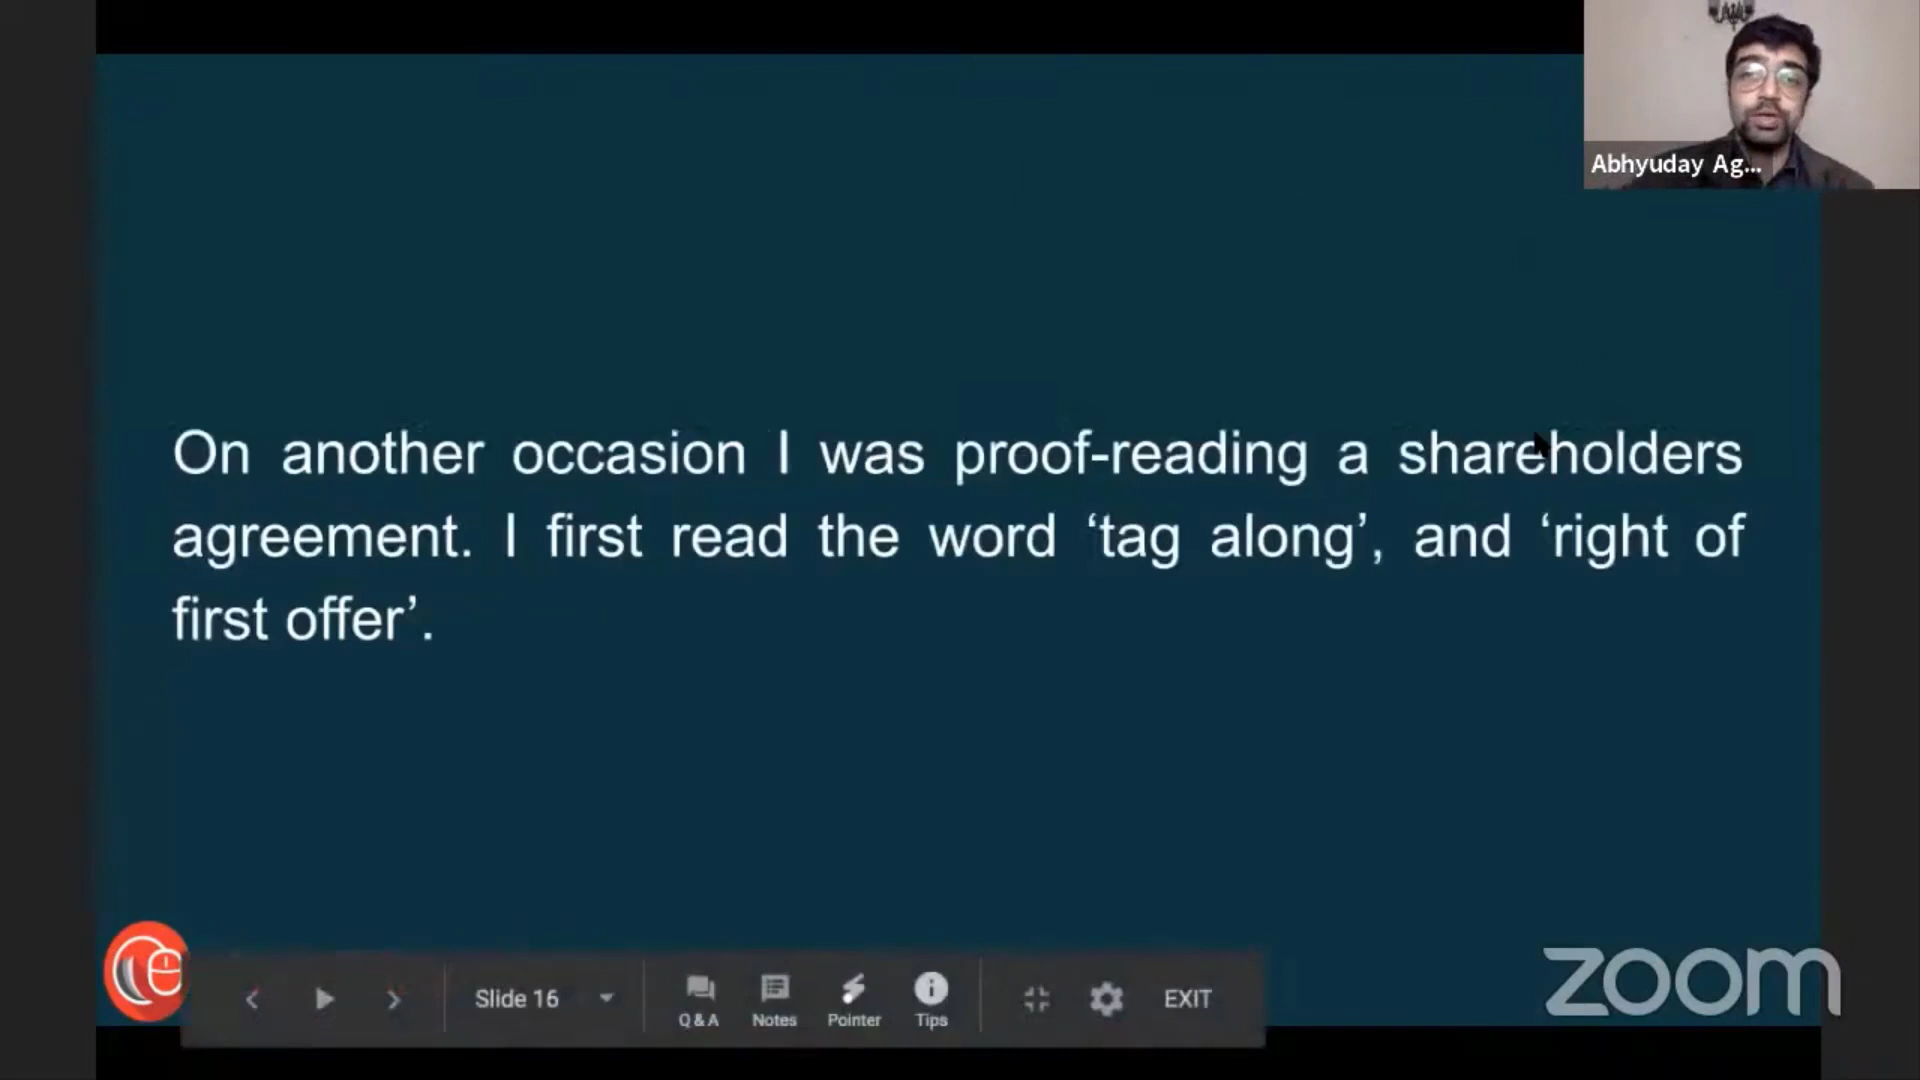 Abhyuday Ag...
On another occasion I was proof-reading a shareholders
agreement. I first read the word ‘tag along’, and ‘right of
first offer’.
Slide 16
Q & A
Notes
Pointer
Tips
EXIT
zoom